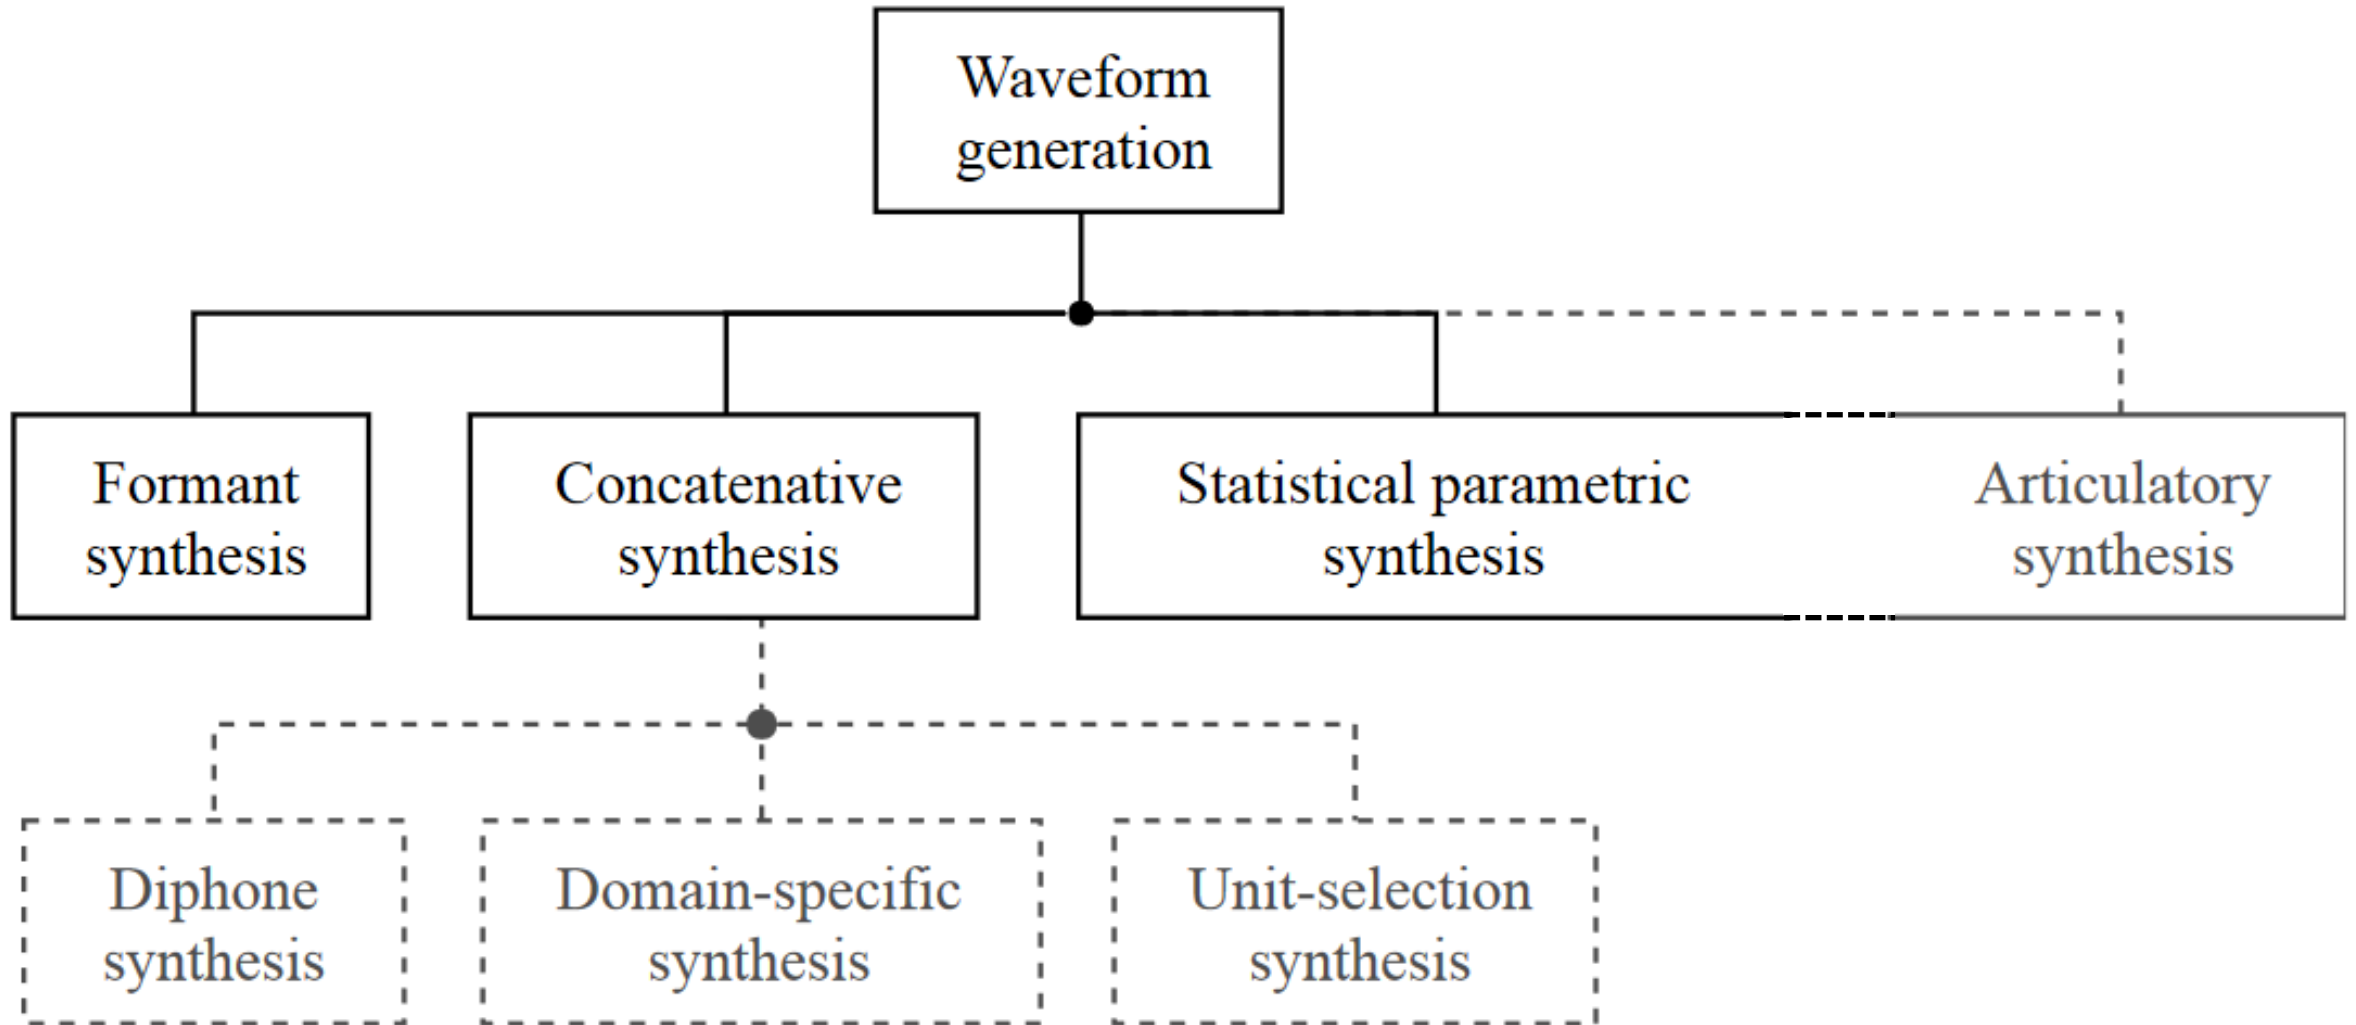 Waveform
generation
Formant
synthesis
Concatenative
synthesis
Statistical parametric
synthesis
Articulatory
synthesis
Diphone
synthesis
Domain-specific
synthesis
Unit-selection
synthesis